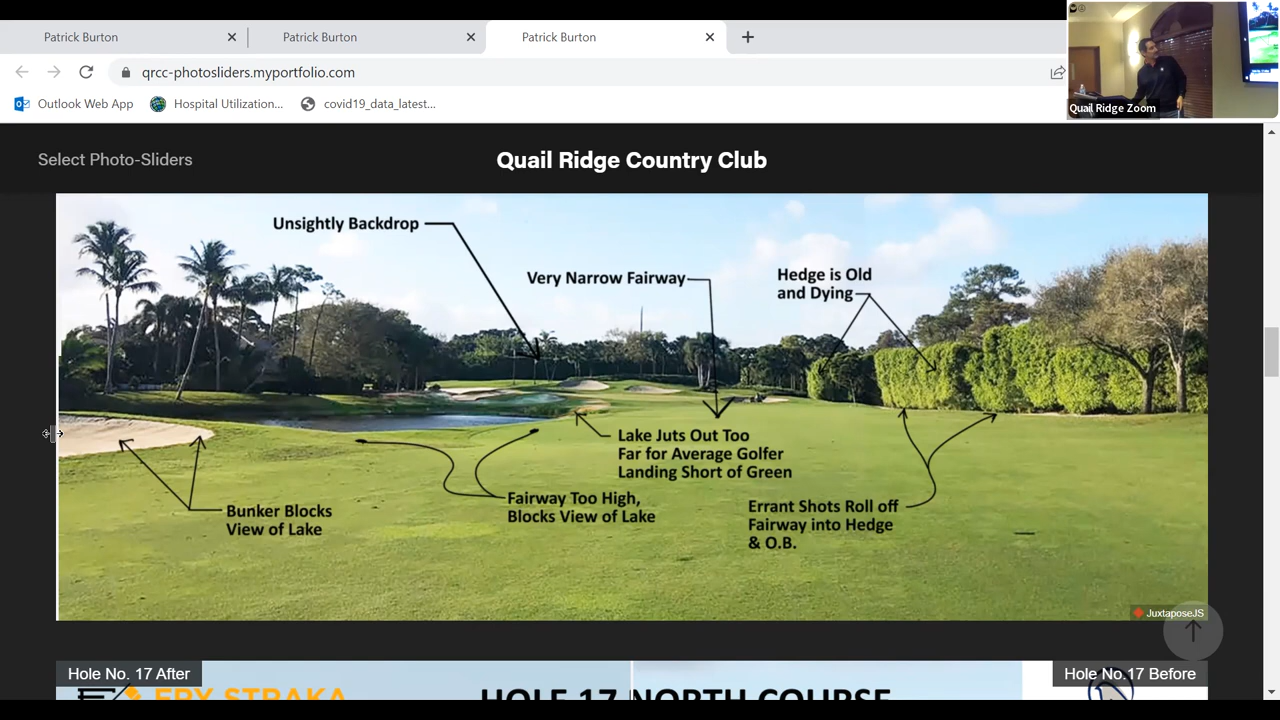 Patrick Burton
Patrick Burton
Patrick Burton
qrcc-photosliders.myportfolio.com
Outlook Web App
Hospital Utilization...
covid19_data_latest...
Quail Ridge Zoom
Select Photo-Sliders
Quail Ridge Country Club
Unsightly Backdrop
Very Narrow Fairway
Hedge is Old
and Dying
Lake Juts Out Too
Far for Average Golfer
Landing Short of Green
Fairway Too High,
Blocks View of Lake
Bunker Blocks
View of Lake
Errant Shots Roll off
Fairway into Hedge
& O.B.
JuxtaposeJS
Hole No. 17 After
Hole No.17 Before
FRY STRAKA
HOLE 17 NORTH COURSE